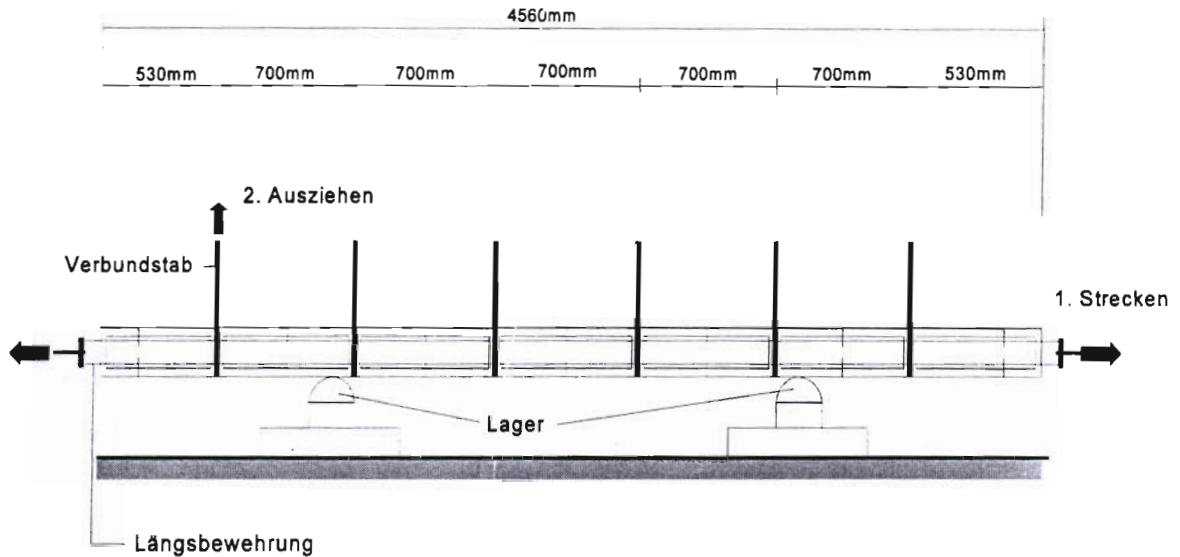 4560mm
530mm 700mm 700mm 700mm 700mm 700mm 530mm
2. Ausziehen
Verbundstab
1. Strecken
Lager
Längsbewehrung